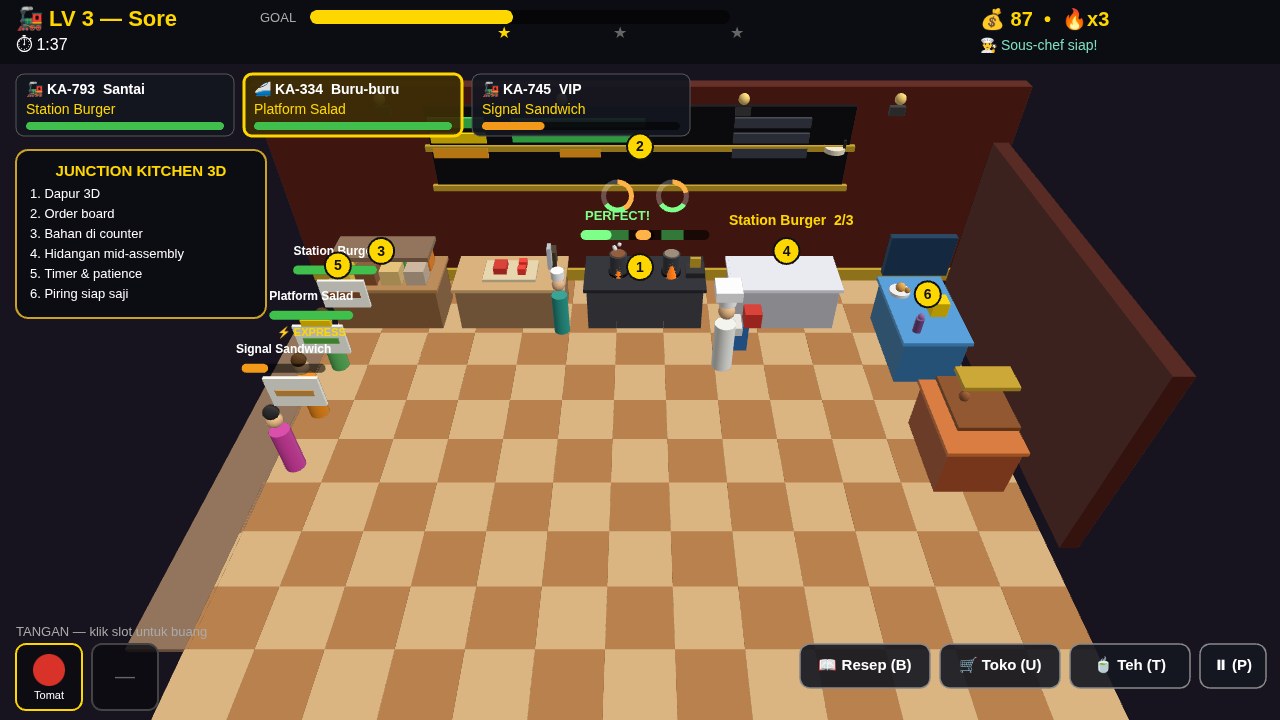 🚂 LV 3 — Sore
⏱ 1:37
GOAL
★ ★ ★
💰 87 • 🔥x3
👨‍🍳 Sous-chef siap!
🚂 KA-793 Santai
Station Burger
🚄 KA-334 Buru-buru
Platform Salad
🚂 KA-745 VIP
Signal Sandwich
JUNCTION KITCHEN 3D
1. Dapur 3D
2. Order board
3. Bahan di counter
4. Hidangan mid-assembly
5. Timer & patience
6. Piring siap saji
2
PERFECT!
Station Burger 2/3
3
4
5
1
6
Platform Salad
⚡ EXPRESS
Signal Sandwich
TANGAN — klik slot untuk buang
Tomat
—
📖 Resep (B)
🛒 Toko (U)
🍵 Teh (T)
⏸ (P)